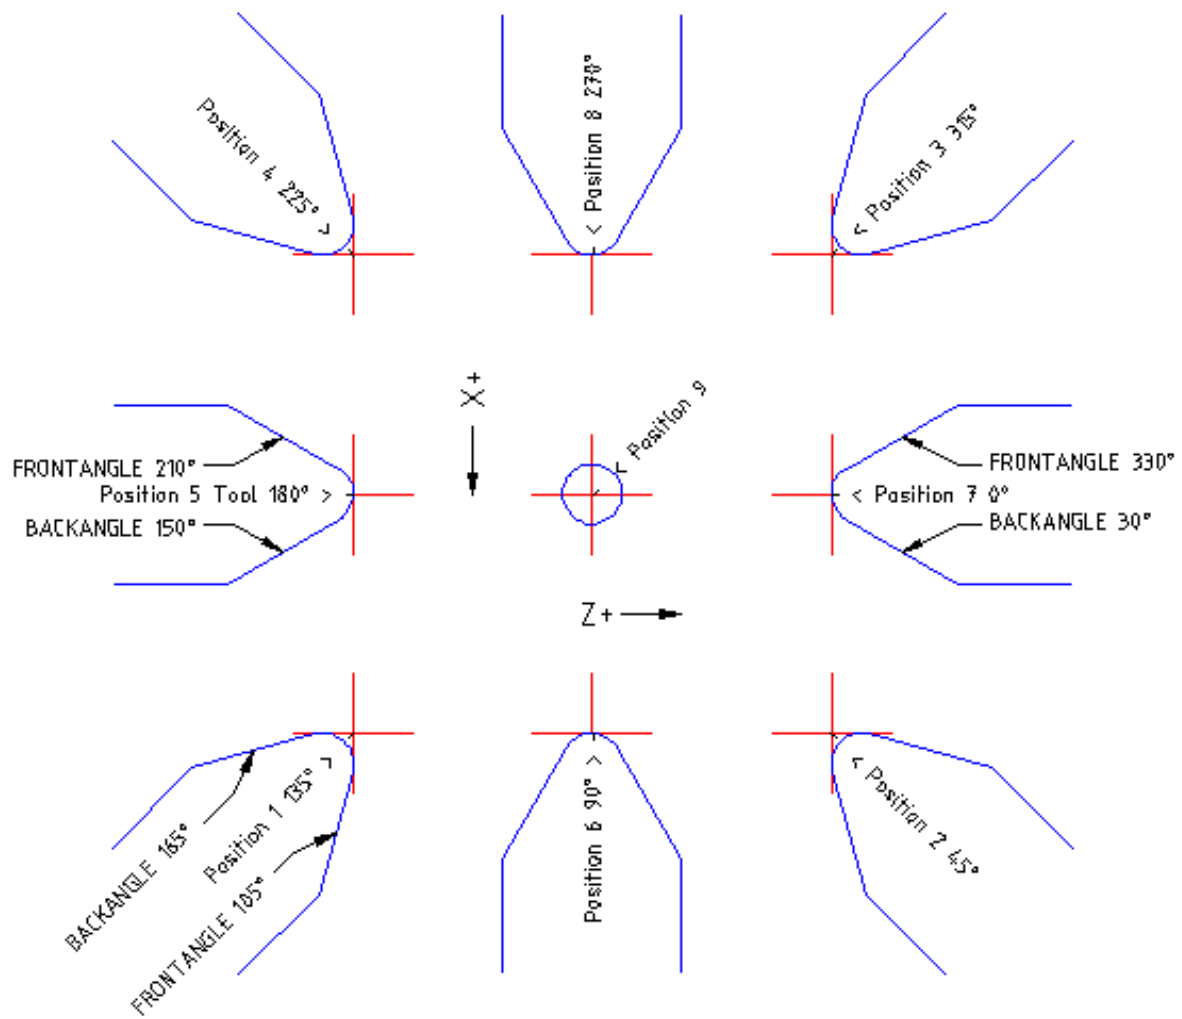 Position 4 225° >
< Position 8 270°
< Position 3 315°
X+
< Position 9
FRONTANGLE 210°
Position 5 Tool 180° >
BACKANGLE 150°
FRONTANGLE 330°
< Position 7 0°
BACKANGLE 30°
Z+
BACKANGLE 165°
Position 1 135° >
FRONTANGLE 105°
Position 6 90° >
< Position 2 45°